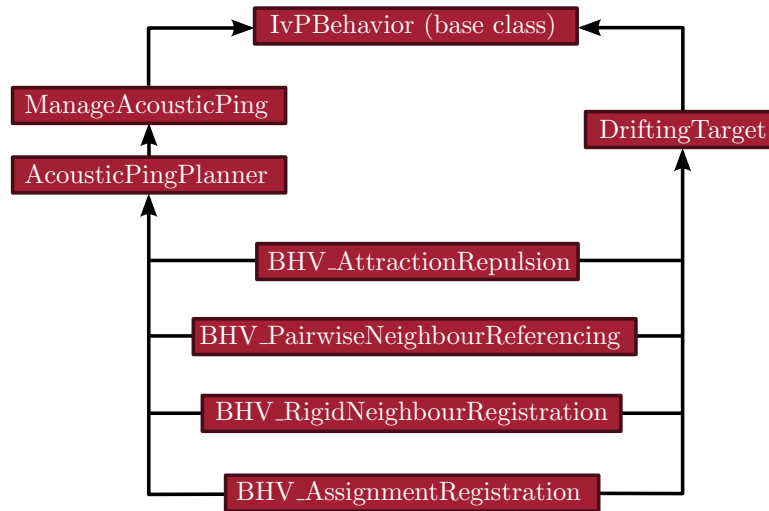 IvPBehavior (base class)
ManageAcousticPing
DriftingTarget
AcousticPingPlanner
BHV_AttractionRepulsion
BHV_PairwiseNeighbourReferencing
BHV_RigidNeighbourRegistration
BHV_AssignmentRegistration